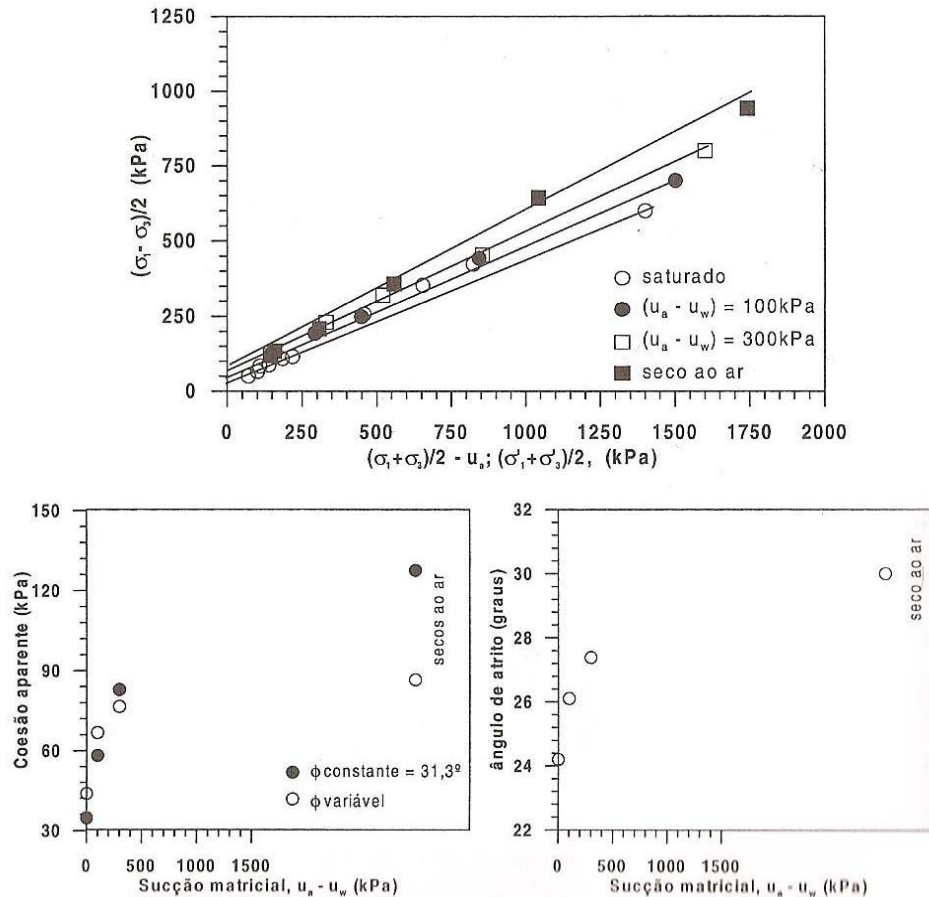 1250
1000
750
500
250
0
(σ₁- σ₃)/2 (kPa)
saturado
(uₐ - u_w) = 100kPa
(uₐ - u_w) = 300kPa
seco ao ar
0 250 500 750 1000 1250 1500 1750 2000
(σ₁+σ₃)/2 - uₐ; (σ'₁+σ'₃)/2, (kPa)
150
120
90
60
30
Coesão aparente (kPa)
secos ao ar
ϕ constante = 31,3º
ϕ variável
0 500 1000 1500
Sucção matricial, uₐ - u_w (kPa)
32
30
28
26
24
22
ângulo de atrito (graus)
seco ao ar
0 500 1000 1500
Sucção matricial, uₐ - u_w (kPa)